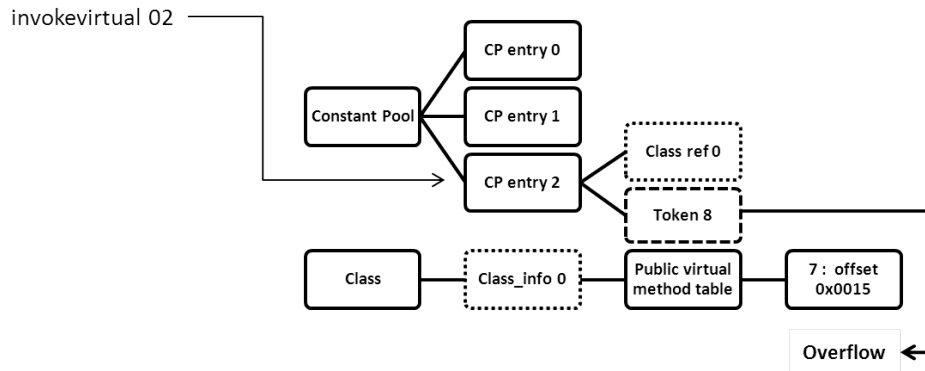 invokevirtual 02
CP entry 0
Constant Pool
CP entry 1
CP entry 2
Class ref 0
Token 8
Class
Class_info 0
Public virtual
method table
7 : offset
0x0015
Overflow